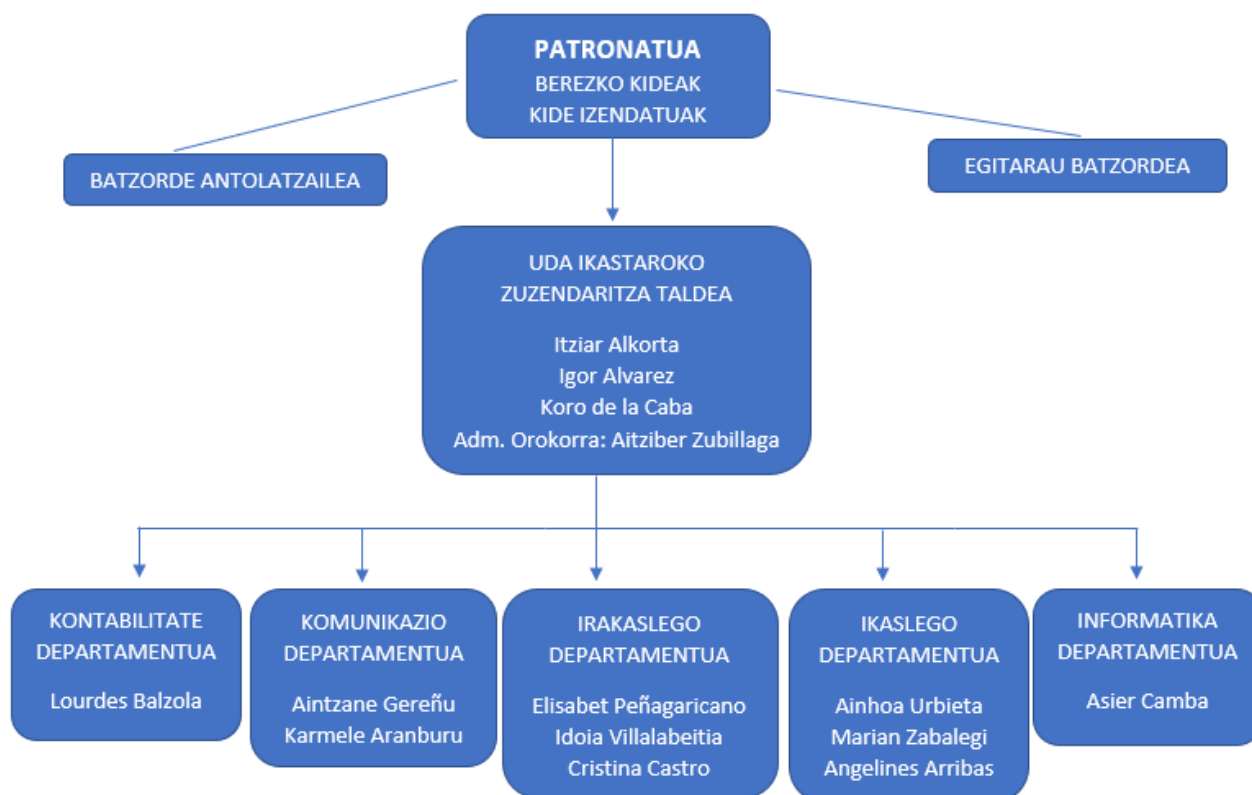 PATRONATUA
BEREZKO KIDEAK
KIDE IZENDATUAK
BATZORDE ANTOLATZAILEA
EGITARAU BATZORDEA
UDA IKASTAROKO
ZUZENDARITZA TALDEA
Itziar Alkorta
Igor Alvarez
Koro de la Caba
Adm. Orokorra: Aitziber Zubillaga
KONTABILITATE
DEPARTAMENTUA
Lourdes Balzola
KOMUNIKAZIO
DEPARTAMENTUA
Aintzane Gereñu
Karmele Aranburu
IRAKASLEGO
DEPARTAMENTUA
Elisabet Peñagaricano
Idoia Villalabeitia
Cristina Castro
IKASLEGO
DEPARTAMENTUA
Ainhoa Urbieta
Marian Zabalegi
Angelines Arribas
INFORMATIKA
DEPARTAMENTUA
Asier Camba